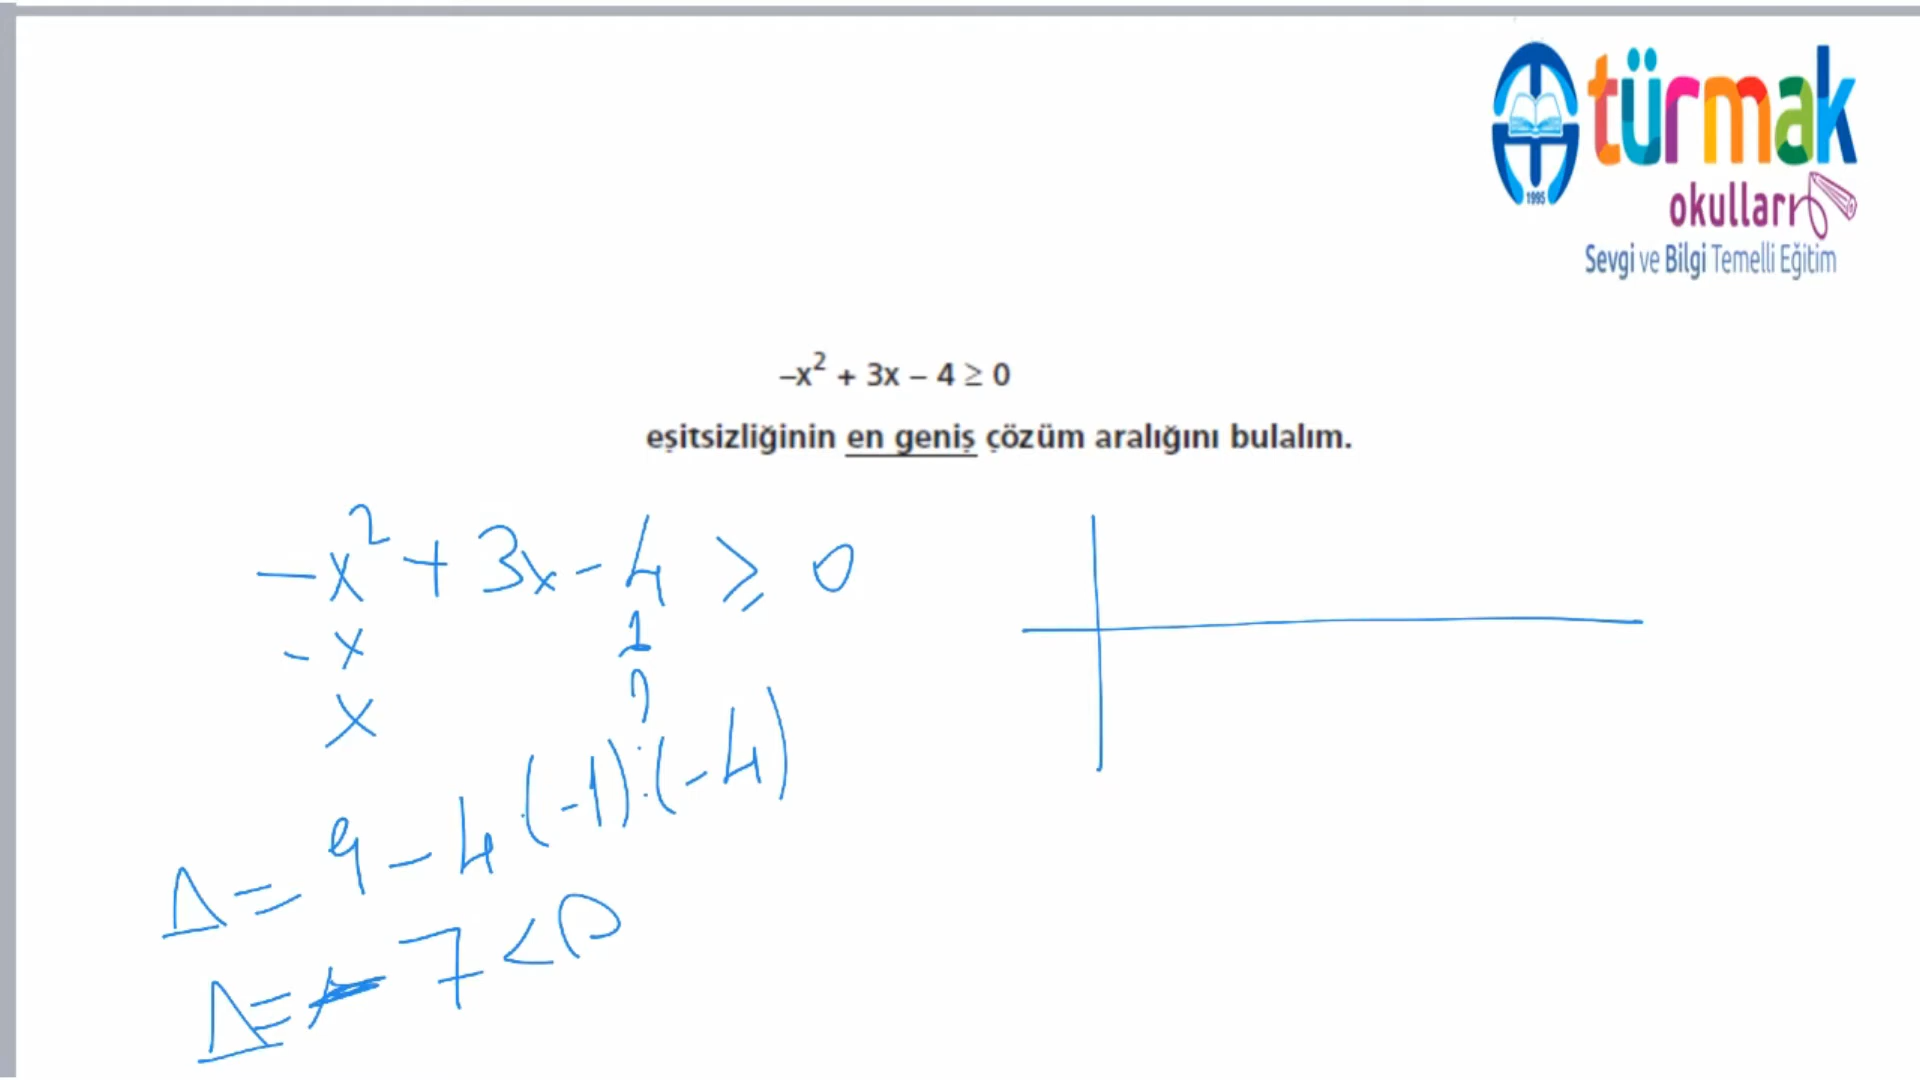 türmak
okulları
Sevgi ve Bilgi Temelli Eğitim
1995
–x² + 3x – 4 ≥ 0
eşitsizliğinin en geniş çözüm aralığını bulalım.
-x² + 3x - 4 ≥ 0
- x 1
x ?
Δ = 9 - 4 · (-1) · (-4)
Δ = - 7 < 0